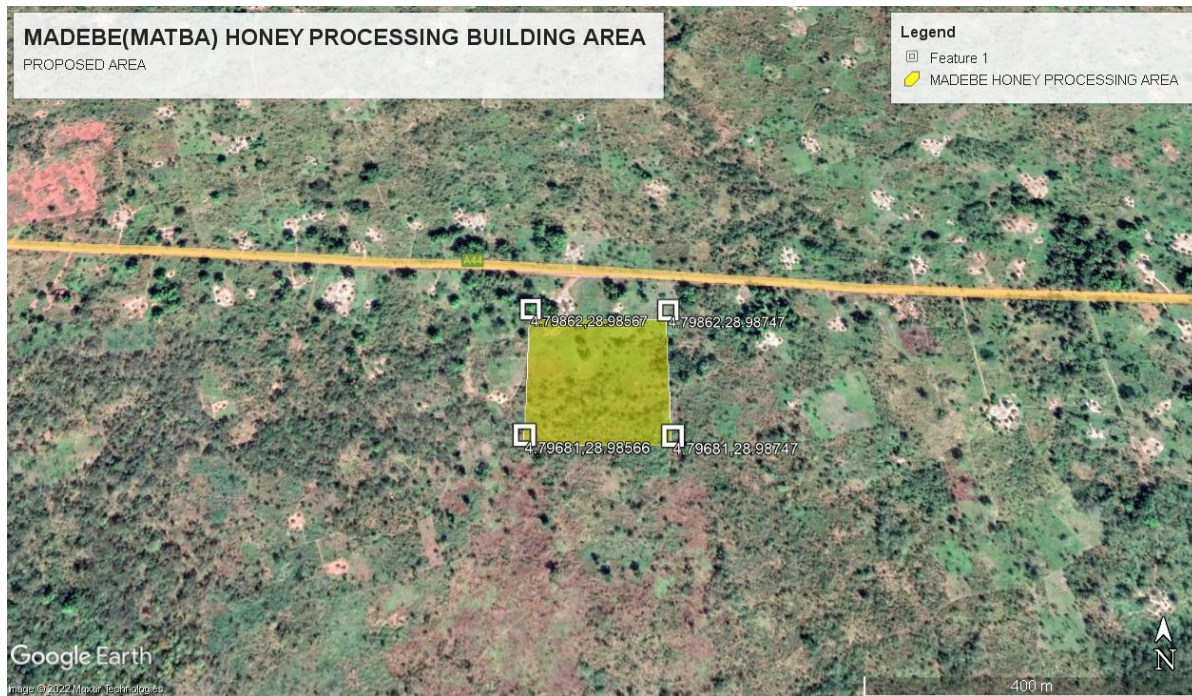 MADEBE(MATBA) HONEY PROCESSING BUILDING AREA
PROPOSED AREA
Legend
Feature 1
MADEBE HONEY PROCESSING AREA
A44
4.79862,28.98567
4.79862,28.98747
4.79681,28.98566
4.79681,28.98747
Google Earth
Image © 2022 Maxar Technologies
400 m
N